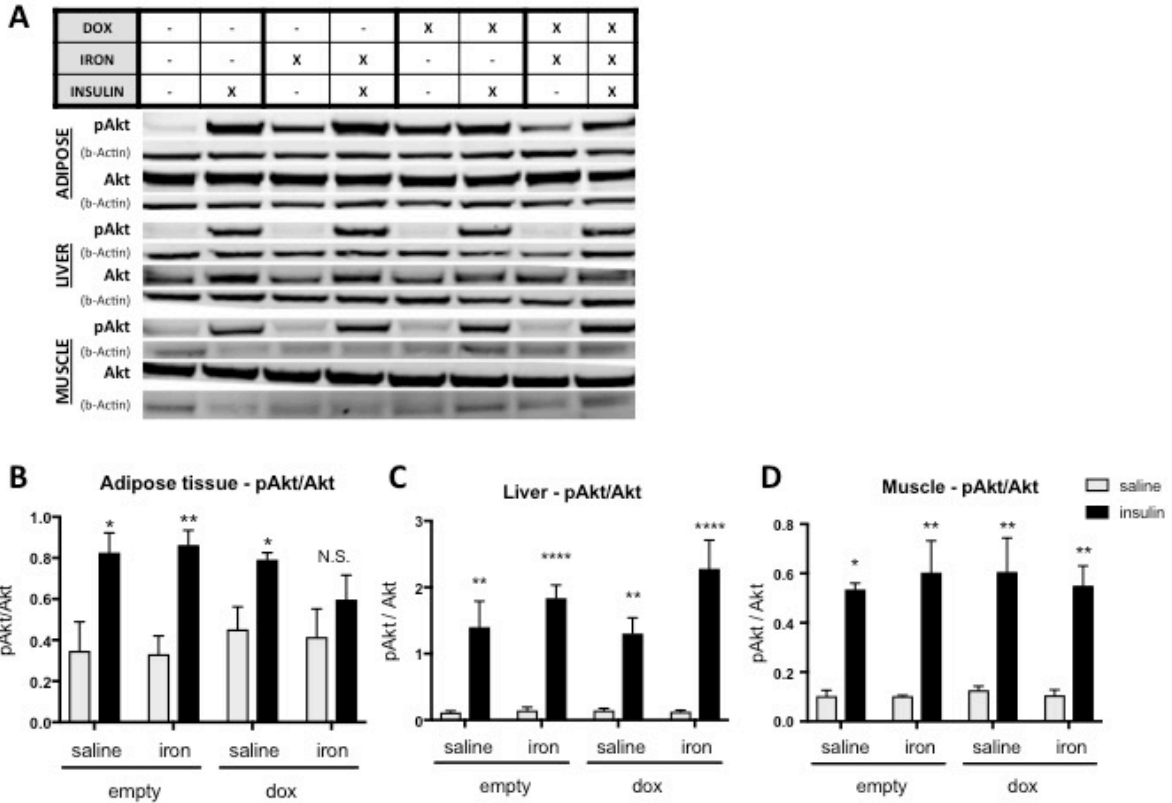 A
DOX - - - - X X X X
IRON - - X X - - X X
INSULIN - X - X - X - X
ADIPOSE
pAkt
(b-Actin)
Akt
(b-Actin)
LIVER
pAkt
(b-Actin)
Akt
(b-Actin)
MUSCLE
pAkt
(b-Actin)
Akt
(b-Actin)
B
Adipose tissue - pAkt/Akt
pAkt/Akt
1.0
0.8
0.6
0.4
0.2
0.0
* ** * N.S.
saline iron saline iron
empty dox
C
Liver - pAkt/Akt
pAkt / Akt
3
2
1
0
** **** ** ****
saline iron saline iron
empty dox
D
Muscle - pAkt/Akt
pAkt / Akt
0.8
0.6
0.4
0.2
0.0
* ** ** **
saline iron saline iron
empty dox
saline
insulin